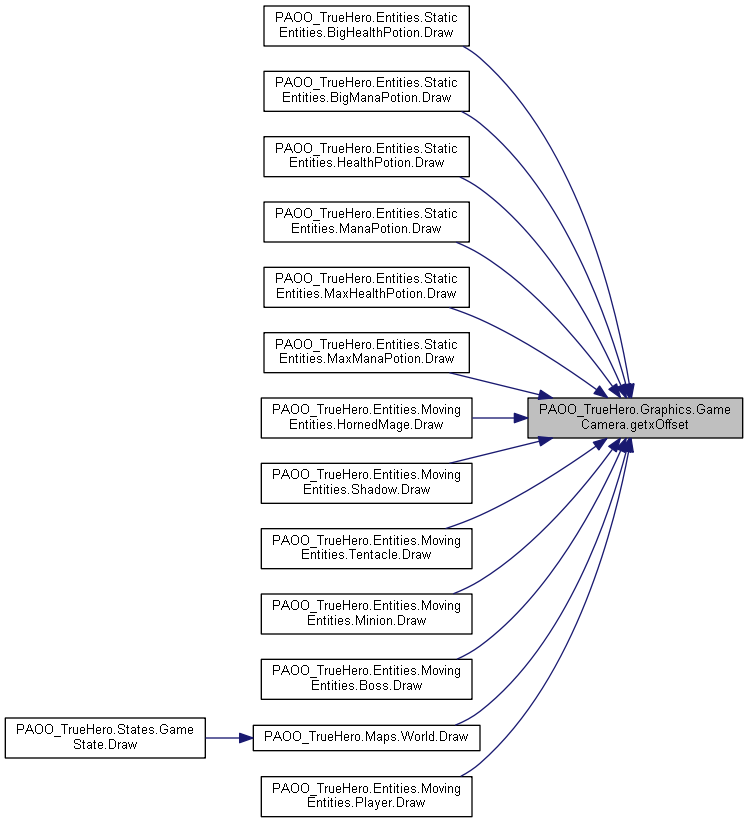 PAOO_TrueHero.Entities.Static
Entities.BigHealthPotion.Draw
PAOO_TrueHero.Entities.Static
Entities.BigManaPotion.Draw
PAOO_TrueHero.Entities.Static
Entities.HealthPotion.Draw
PAOO_TrueHero.Entities.Static
Entities.ManaPotion.Draw
PAOO_TrueHero.Entities.Static
Entities.MaxHealthPotion.Draw
PAOO_TrueHero.Entities.Static
Entities.MaxManaPotion.Draw
PAOO_TrueHero.Entities.Moving
Entities.HornedMage.Draw
PAOO_TrueHero.Graphics.Game
Camera.getxOffset
PAOO_TrueHero.Entities.Moving
Entities.Shadow.Draw
PAOO_TrueHero.Entities.Moving
Entities.Tentacle.Draw
PAOO_TrueHero.Entities.Moving
Entities.Minion.Draw
PAOO_TrueHero.Entities.Moving
Entities.Boss.Draw
PAOO_TrueHero.States.Game
State.Draw
PAOO_TrueHero.Maps.World.Draw
PAOO_TrueHero.Entities.Moving
Entities.Player.Draw